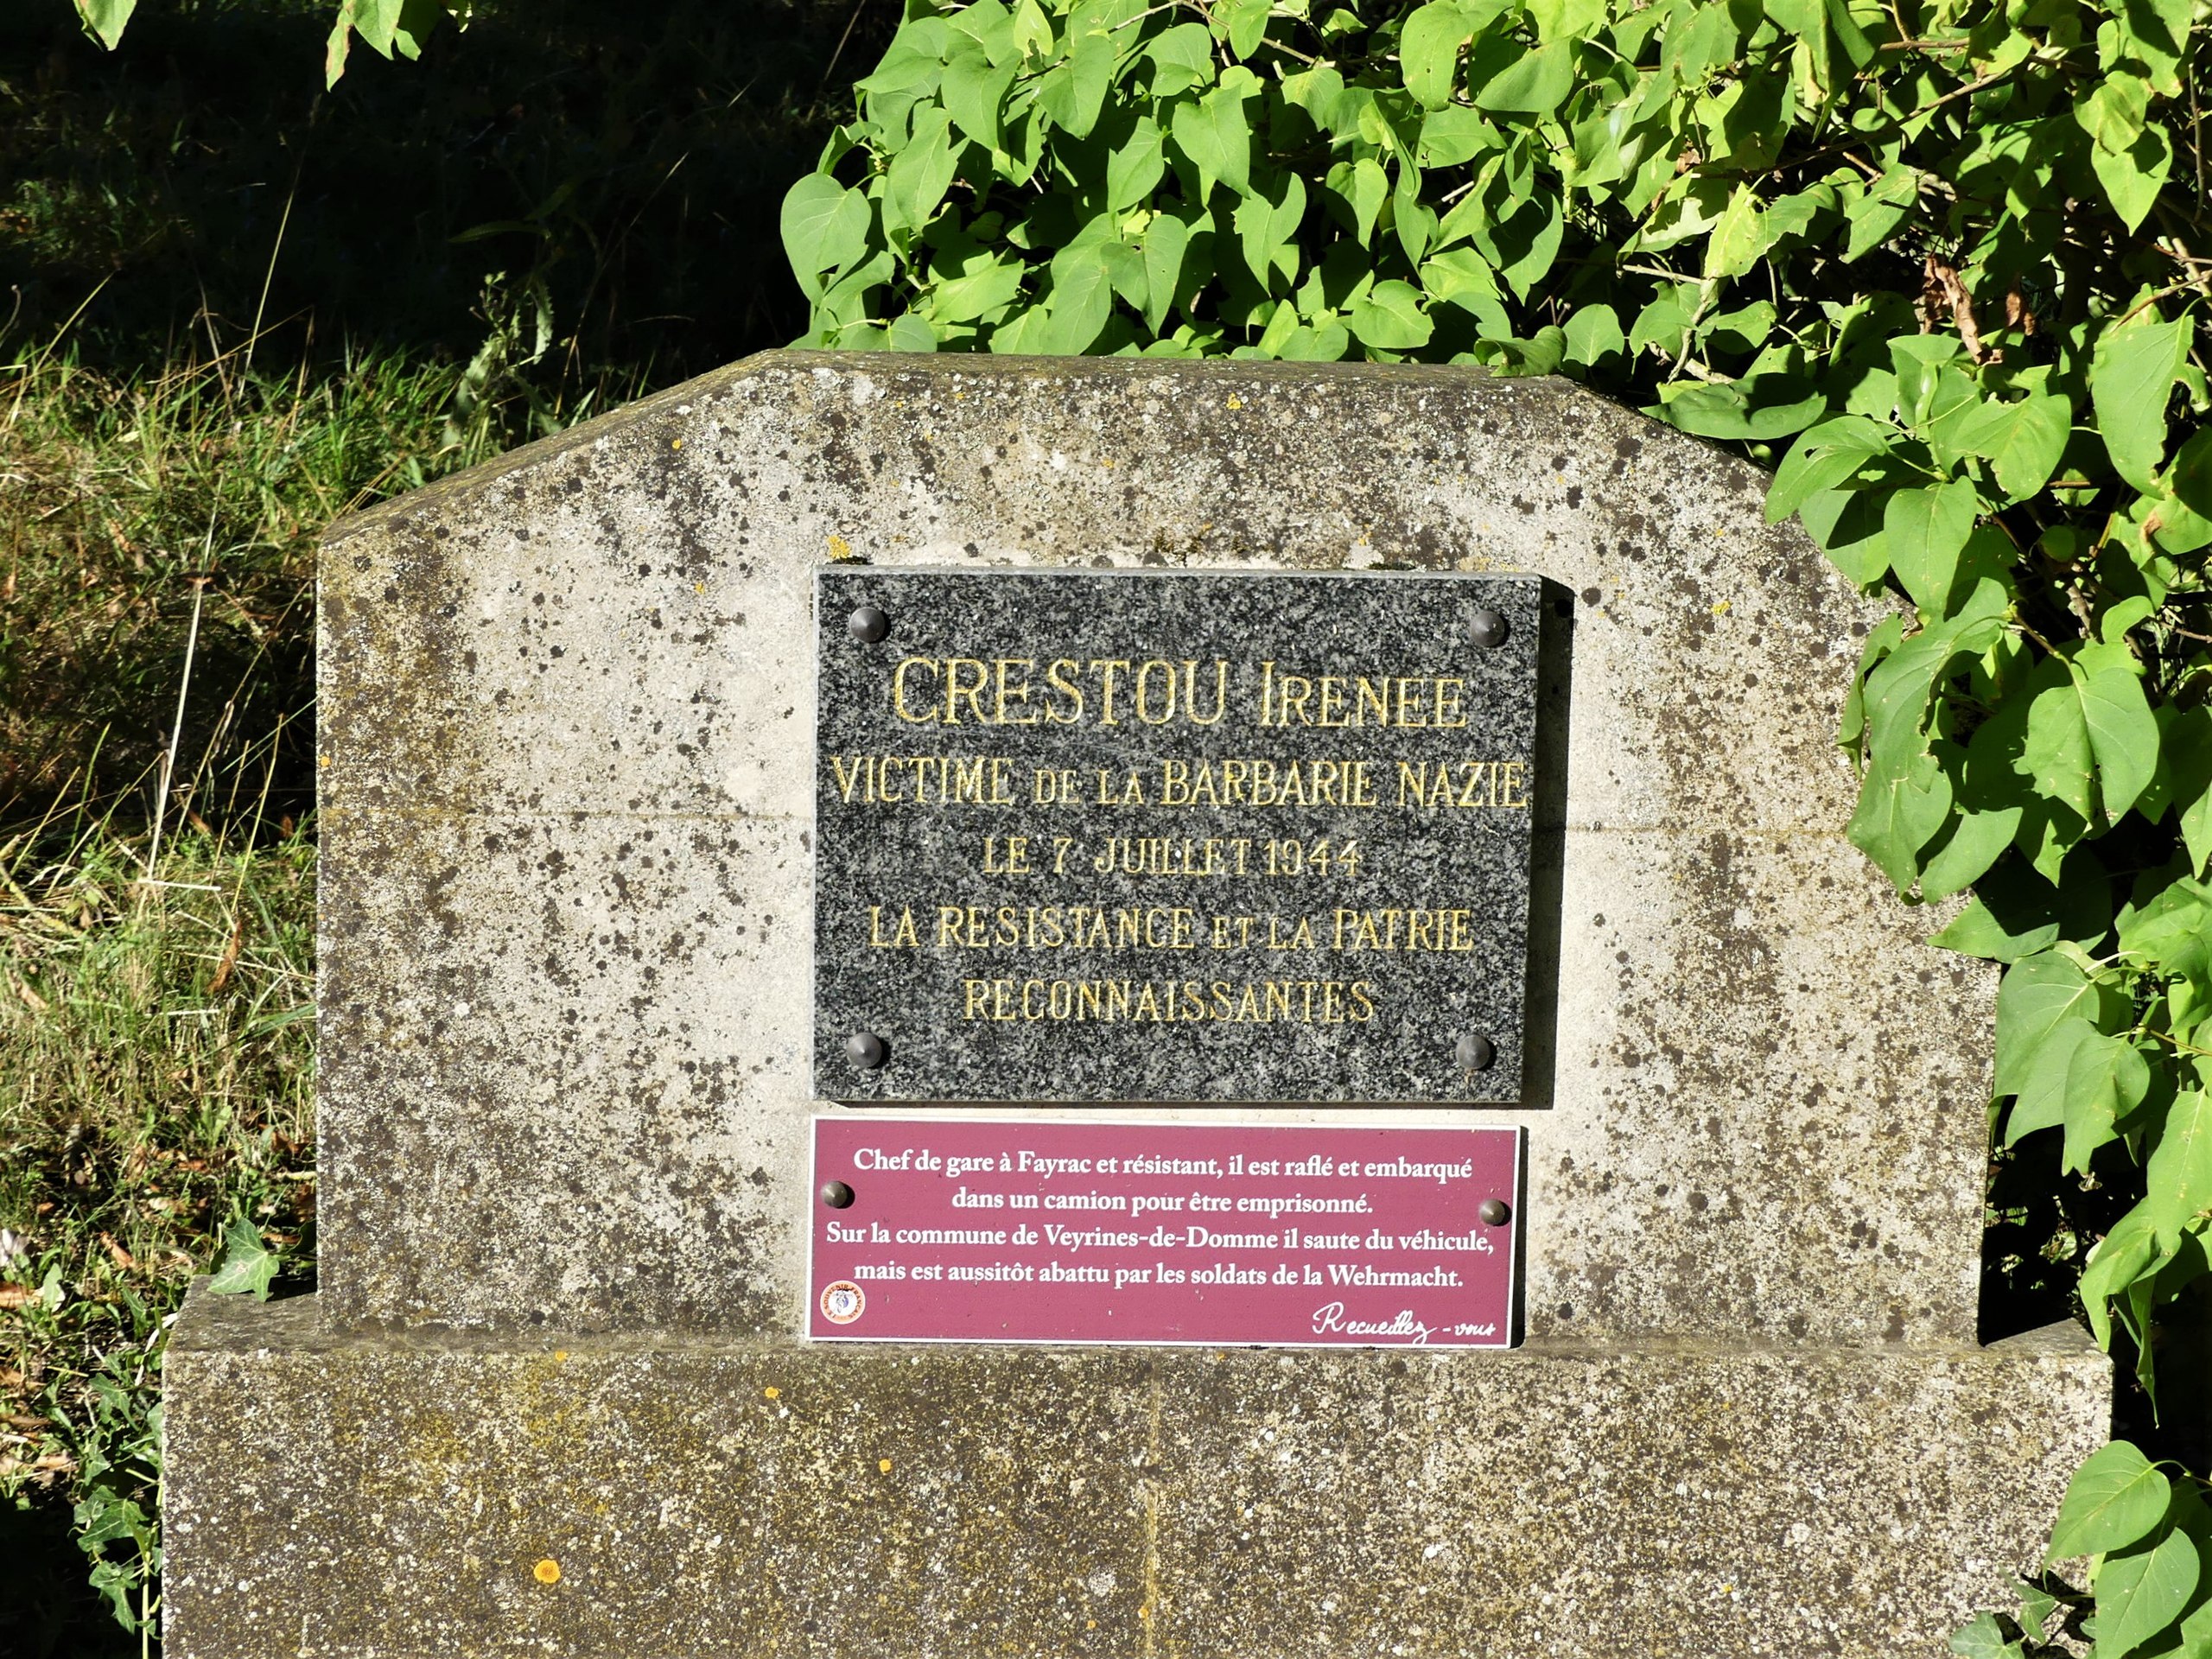 CRESTOU IRENEE
VICTIME DE LA BARBARIE NAZIE
LE 7 JUILLET 1944
LA RESISTANCE ET LA PATRIE
RECONNAISSANTES
Chef de gare à Fayrac et résistant, il est raflé et embarqué
dans un camion pour être emprisonné.
Sur la commune de Veyrines-de-Domme il saute du véhicule,
mais est aussitôt abattu par les soldats de la Wehrmacht.
Recueillez-vous